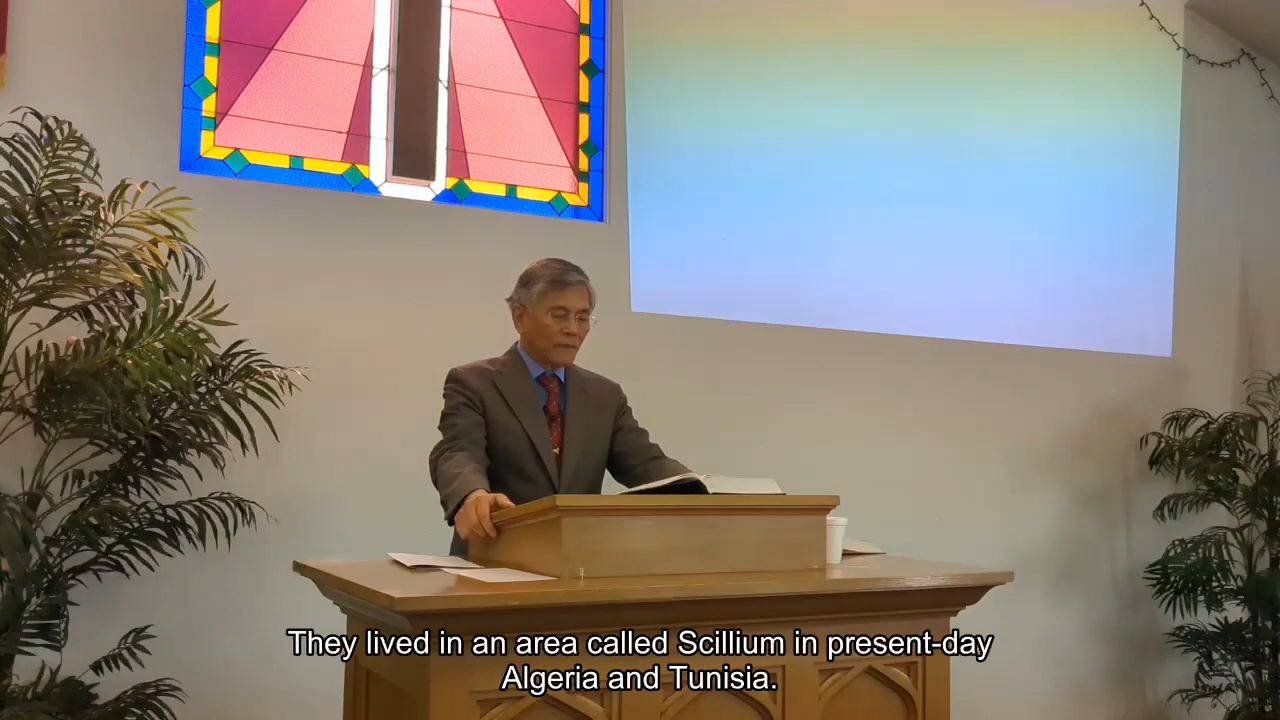 They lived in an area called Scillium in present-day
Algeria and Tunisia.